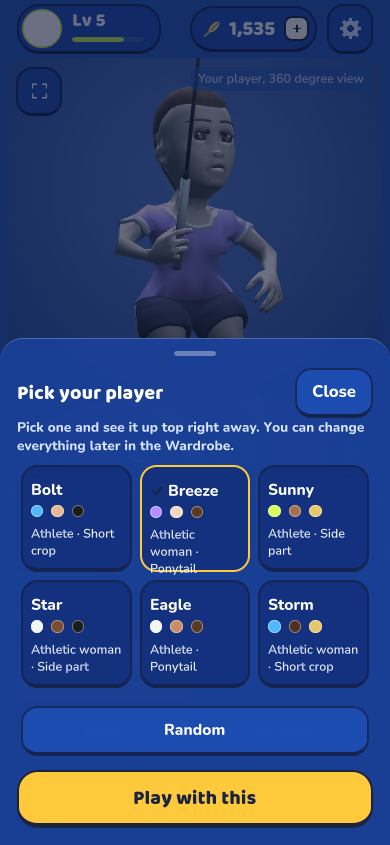 Lv 5
1,535
+
Your player, 360 degree view
Pick your player
Close
Pick one and see it up top right away. You can change
everything later in the Wardrobe.
Bolt
Athlete · Short
crop
Breeze
Athletic
woman ·
Ponytail
Sunny
Athlete · Side
part
Star
Athletic woman
· Side part
Eagle
Athlete ·
Ponytail
Storm
Athletic woman
· Short crop
Random
Play with this